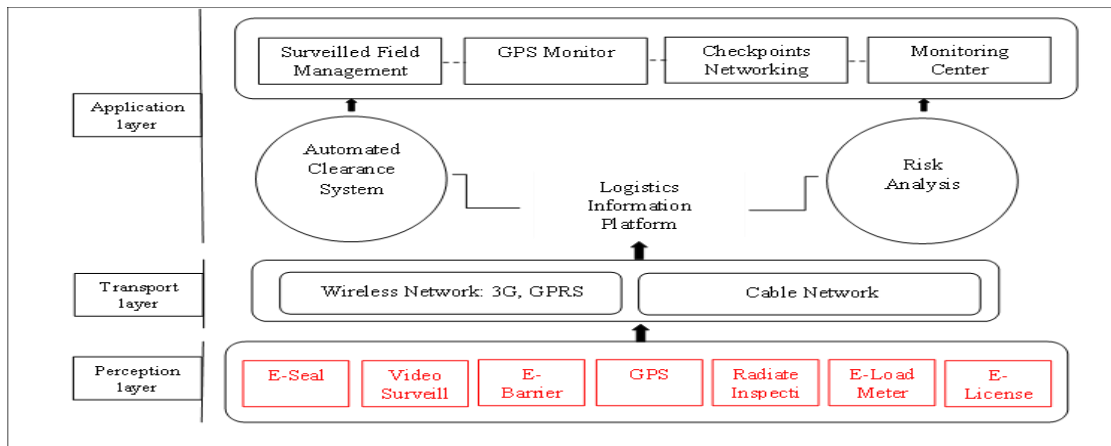 Surveilled Field
Management
GPS Monitor
Checkpoints
Networking
Monitoring
Center
Application
layer
Automated
Clearance
System
Logistics
Information
Platform
Risk
Analysis
Transport
layer
Wireless Network: 3G, GPRS
Cable Network
Perception
layer
E-Seal
Video
Surveill
E-
Barrier
GPS
Radiate
Inspecti
E-Load
Meter
E-
License